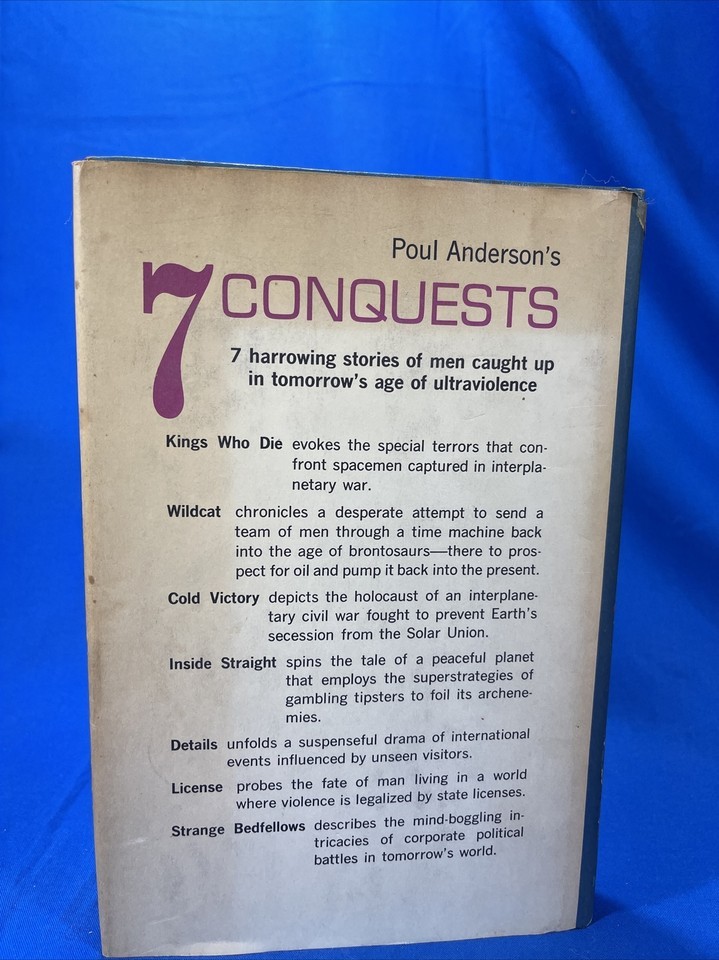 Poul Anderson's
7 CONQUESTS
7 harrowing stories of men caught up
in tomorrow's age of ultraviolence
Kings Who Die evokes the special terrors that con-
front spacemen captured in interpla-
netary war.
Wildcat chronicles a desperate attempt to send a
team of men through a time machine back
into the age of brontosaurs—there to pros-
pect for oil and pump it back into the present.
Cold Victory depicts the holocaust of an interplane-
tary civil war fought to prevent Earth's
secession from the Solar Union.
Inside Straight spins the tale of a peaceful planet
that employs the superstrategies of
gambling tipsters to foil its archene-
mies.
Details unfolds a suspenseful drama of international
events influenced by unseen visitors.
License probes the fate of man living in a world
where violence is legalized by state licenses.
Strange Bedfellows describes the mind-boggling in-
tricacies of corporate political
battles in tomorrow's world.